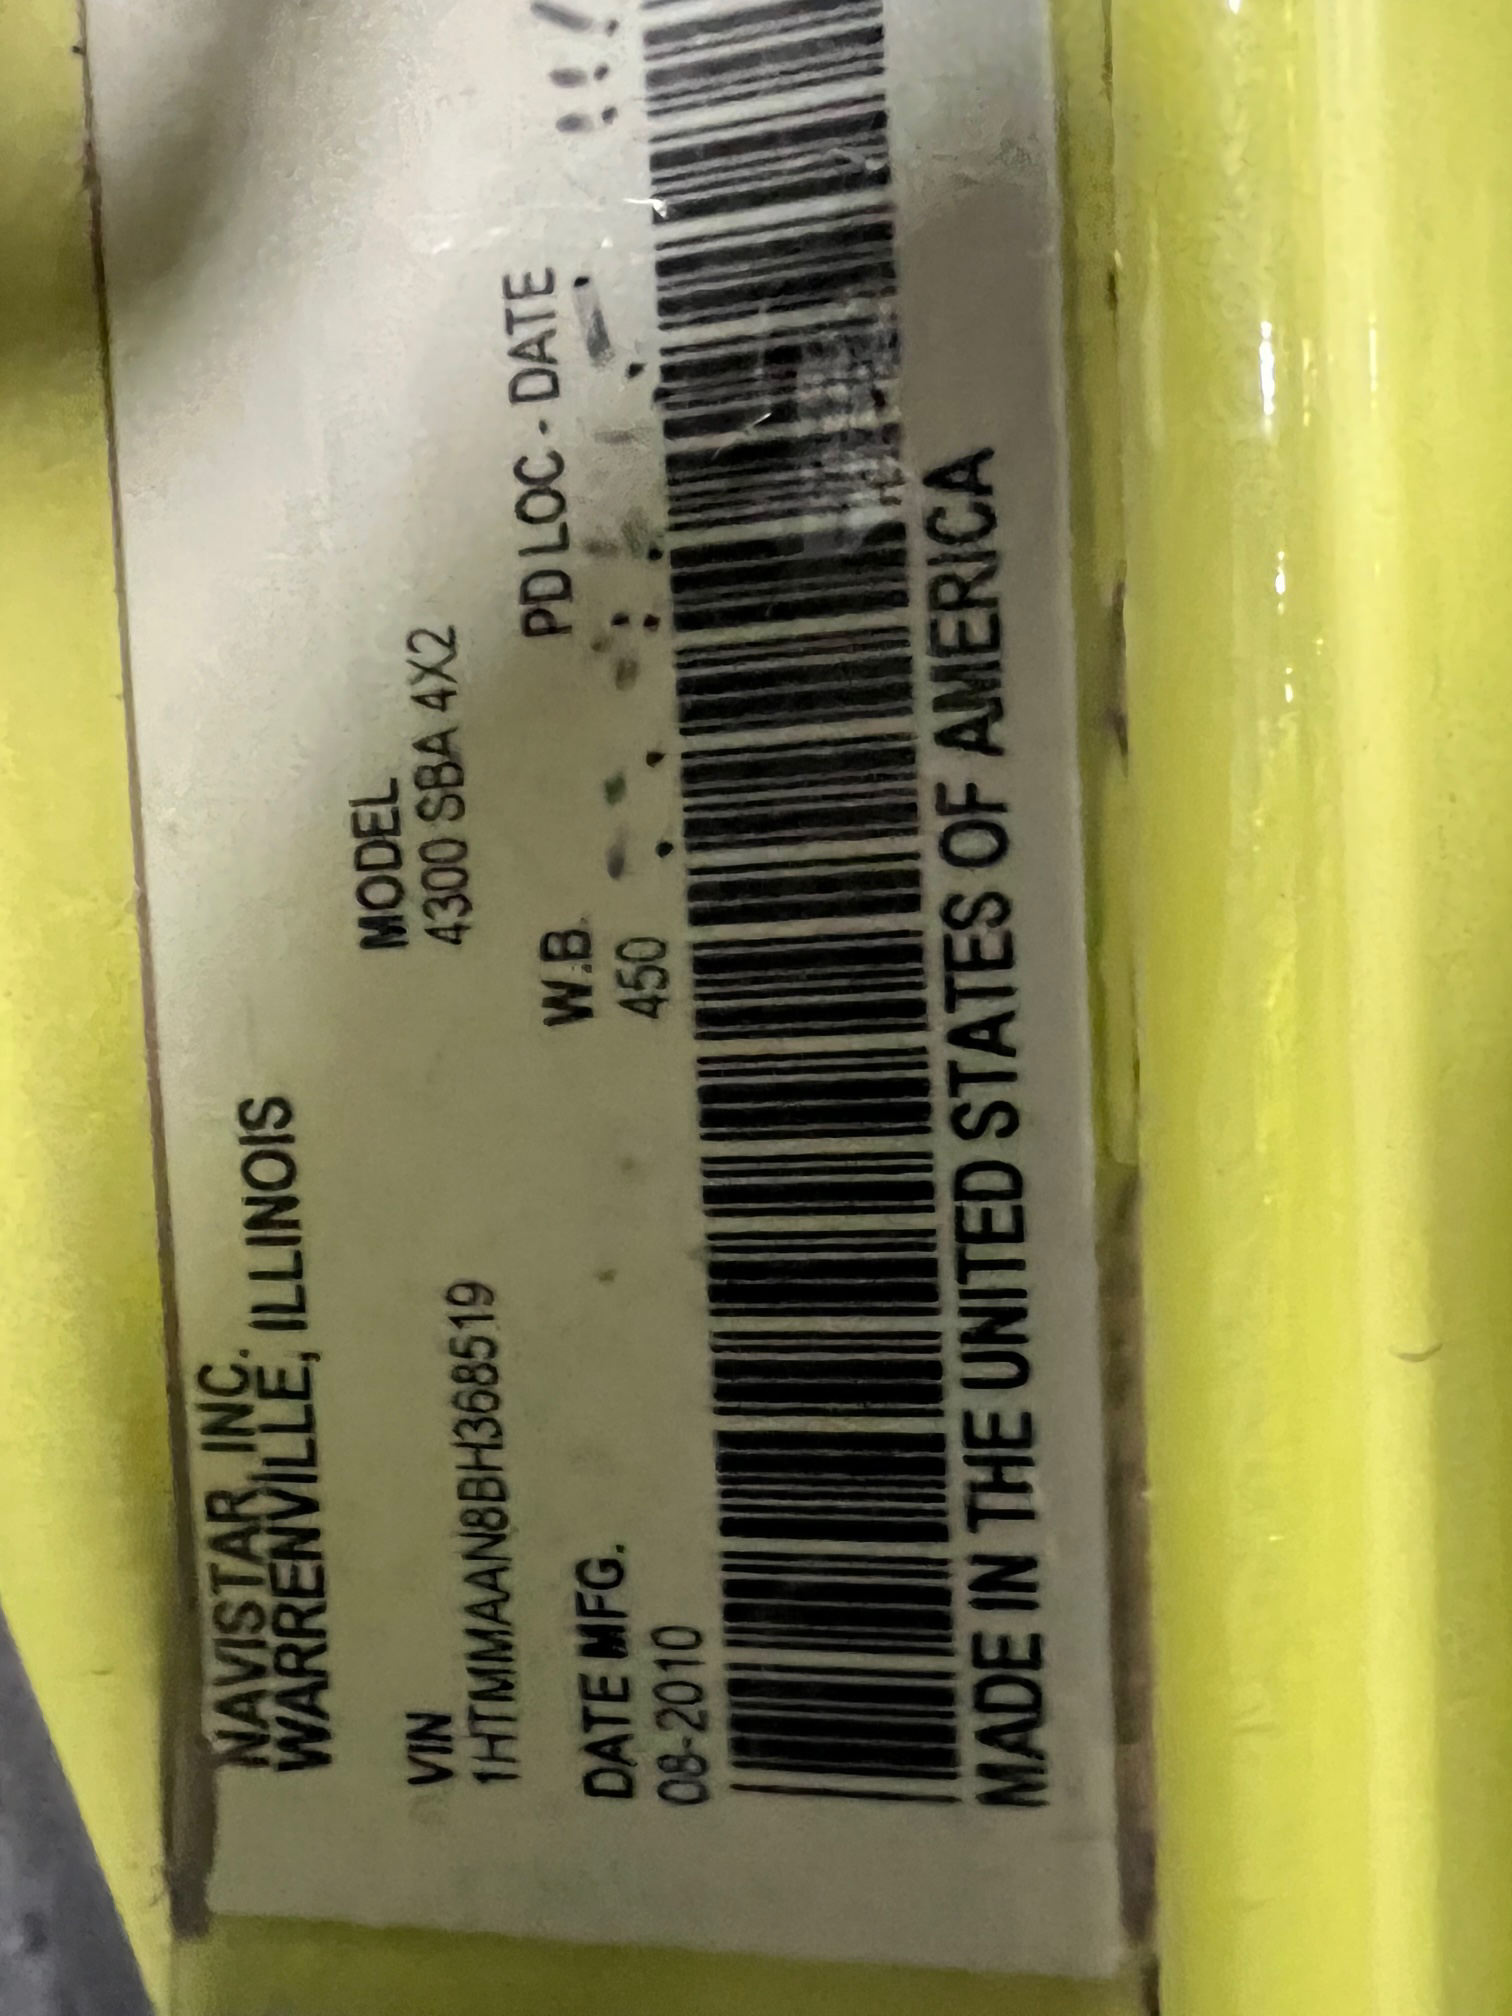 NAVISTAR, INC.
WARRENVILLE, ILLINOIS
VIN
1HTMMAAN8BH368519
MODEL
4300 SBA 4X2
DATE MFG.
08-2010
W.B.
450
PD LOC - DATE
MADE IN THE UNITED STATES OF AMERICA